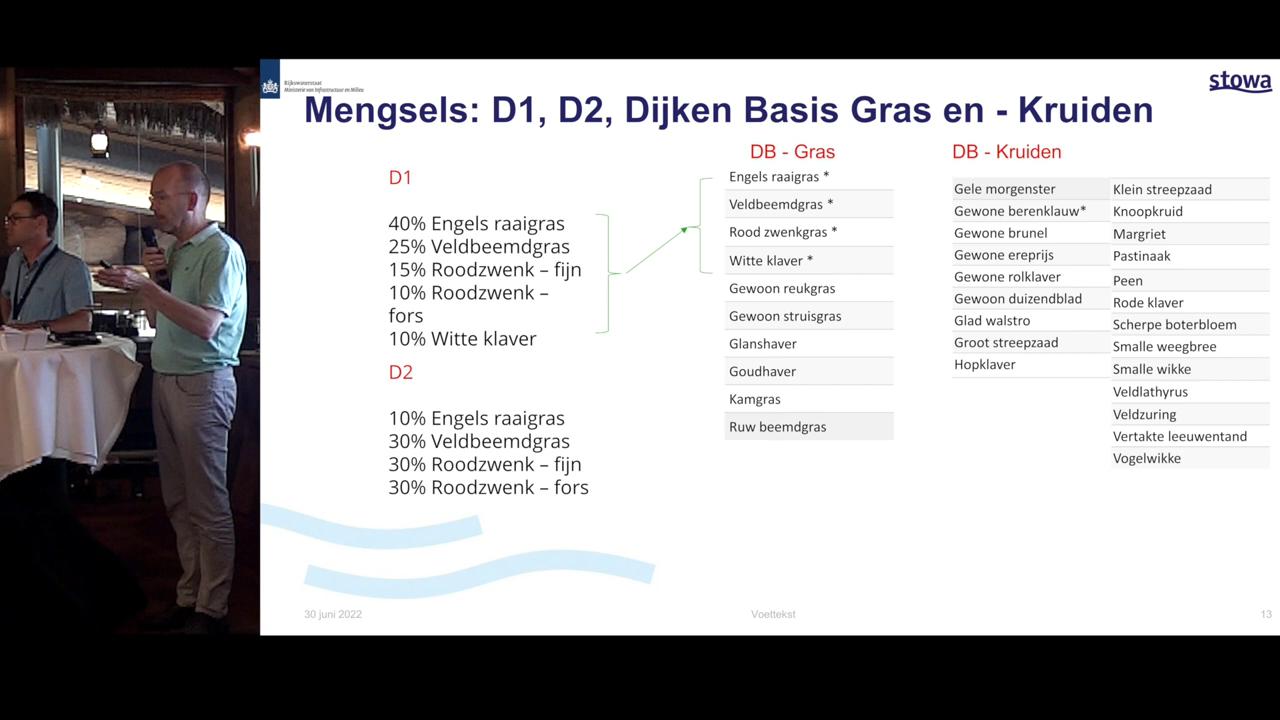 Rijkswaterstaat
Ministerie van Infrastructuur en Milieu
stowa
Mengsels: D1, D2, Dijken Basis Gras en - Kruiden
D1
40% Engels raaigras
25% Veldbeemdgras
15% Roodzwenk – fijn
10% Roodzwenk –
fors
10% Witte klaver
D2
10% Engels raaigras
30% Veldbeemdgras
30% Roodzwenk – fijn
30% Roodzwenk – fors
DB - Gras
Engels raaigras *
Veldbeemdgras *
Rood zwenkgras *
Witte klaver *
Gewoon reukgras
Gewoon struisgras
Glanshaver
Goudhaver
Kamgras
Ruw beemdgras
DB - Kruiden
Gele morgenster
Gewone berenklauw*
Gewone brunel
Gewone ereprijs
Gewone rolklaver
Gewoon duizendblad
Glad walstro
Groot streepzaad
Hopklaver
Klein streepzaad
Knoopkruid
Margriet
Pastinaak
Peen
Rode klaver
Scherpe boterbloem
Smalle weegbree
Smalle wikke
Veldlathyrus
Veldzuring
Vertakte leeuwentand
Vogelwikke
30 juni 2022
Voettekst
13